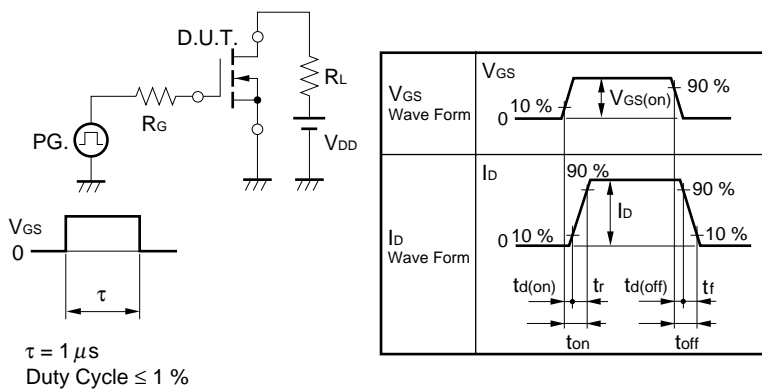 D.U.T.
RL
RG
PG.
VDD
VGS
0
τ
τ = 1 μs
Duty Cycle ≤ 1 %
VGS
Wave Form
VGS
10 %
0
VGS(on)
90 %
ID
Wave Form
ID
90 %
90 %
0
10 %
ID
10 %
td(on)
tr
td(off)
tf
ton
toff